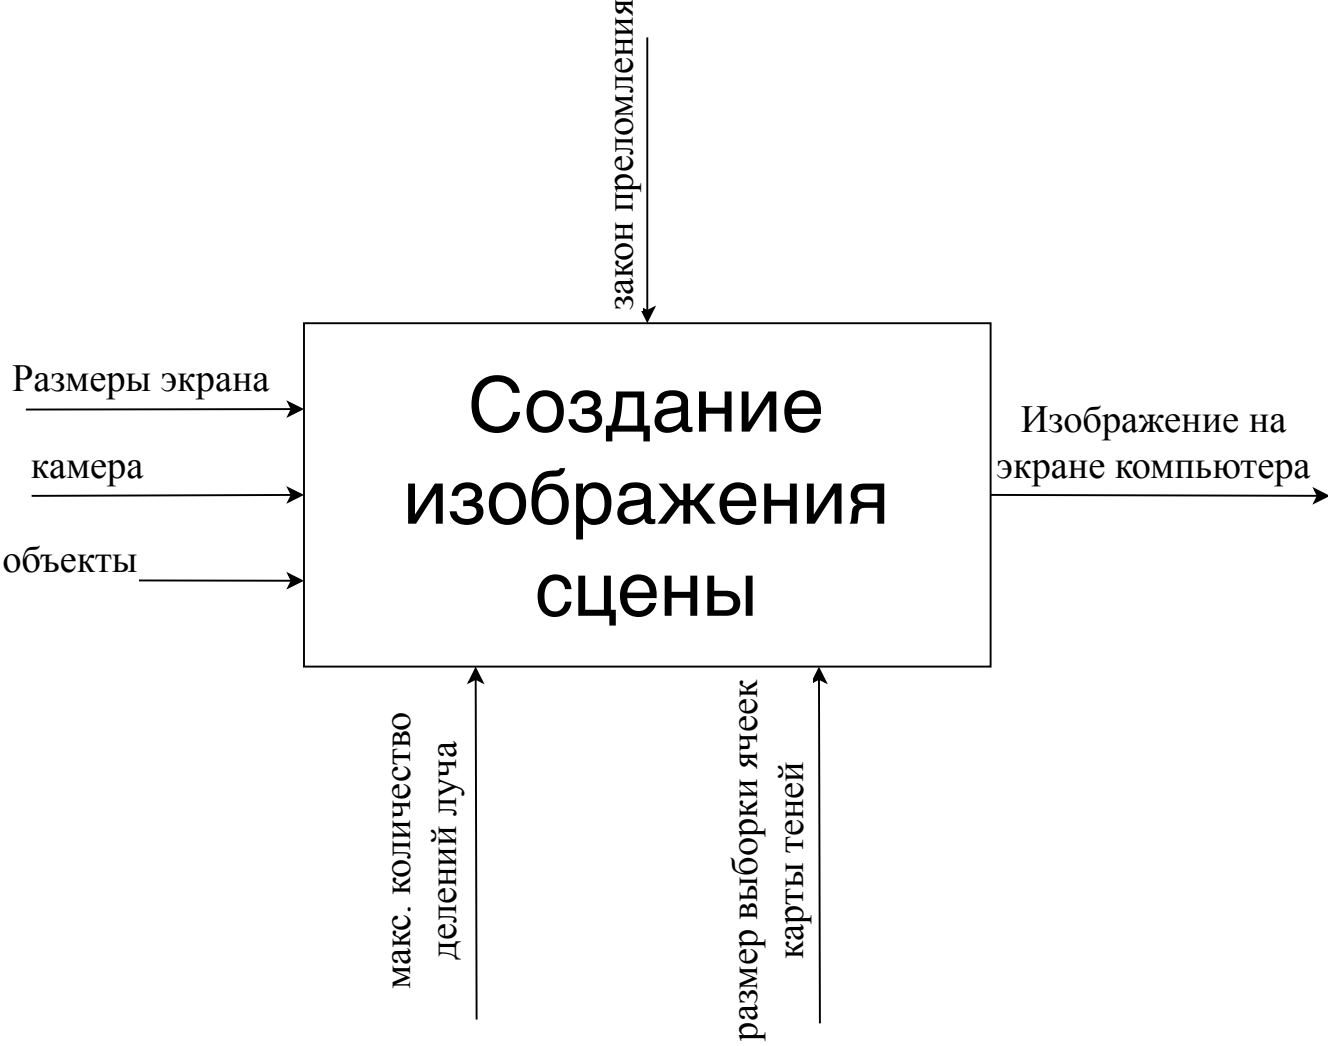 закон преломления
Размеры экрана
камера
объекты
Создание
изображения
сцены
Изображение на
экране компьютера
макс. количество
делений луча
размер выборки ячеек
карты теней